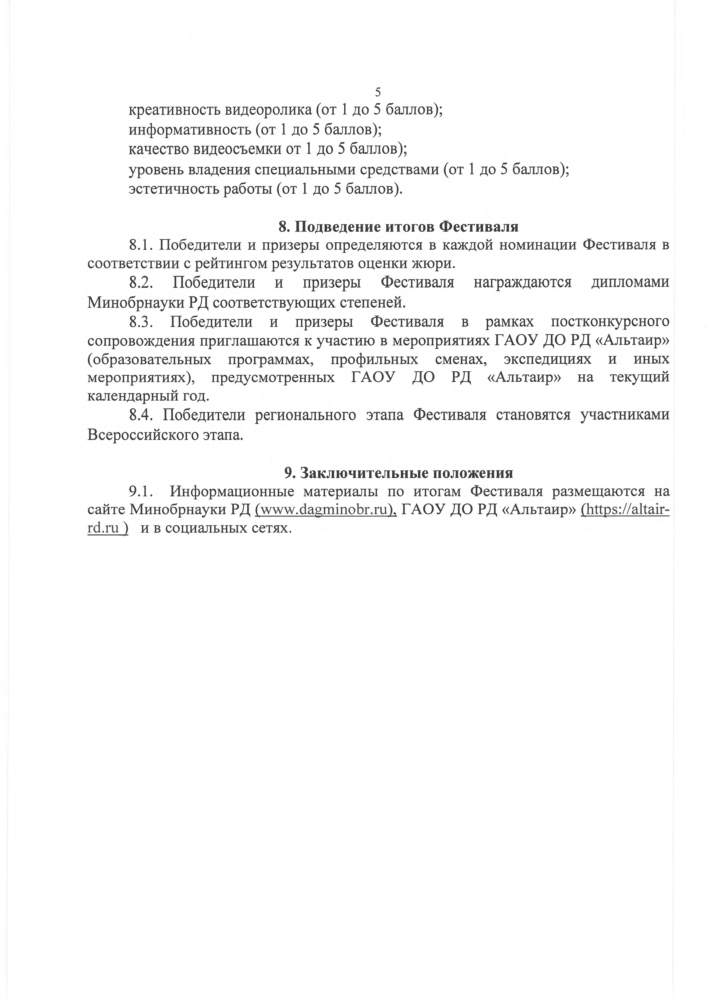 5
креативность видеоролика (от 1 до 5 баллов);
информативность (от 1 до 5 баллов);
качество видеосъемки от 1 до 5 баллов);
уровень владения специальными средствами (от 1 до 5 баллов);
эстетичность работы (от 1 до 5 баллов).
8. Подведение итогов Фестиваля
8.1. Победители и призеры определяются в каждой номинации Фестиваля в
соответствии с рейтингом результатов оценки жюри.
8.2. Победители и призеры Фестиваля награждаются дипломами
Минобрнауки РД соответствующих степеней.
8.3. Победители и призеры Фестиваля в рамках постконкурсного
сопровождения приглашаются к участию в мероприятиях ГАОУ ДО РД «Альтаир»
(образовательных программах, профильных сменах, экспедициях и иных
мероприятиях), предусмотренных ГАОУ ДО РД «Альтаир» на текущий
календарный год.
8.4. Победители регионального этапа Фестиваля становятся участниками
Всероссийского этапа.
9. Заключительные положения
9.1. Информационные материалы по итогам Фестиваля размещаются на
сайте Минобрнауки РД (www.dagminobr.ru), ГАОУ ДО РД «Альтаир» (https://altair-
rd.ru ) и в социальных сетях.